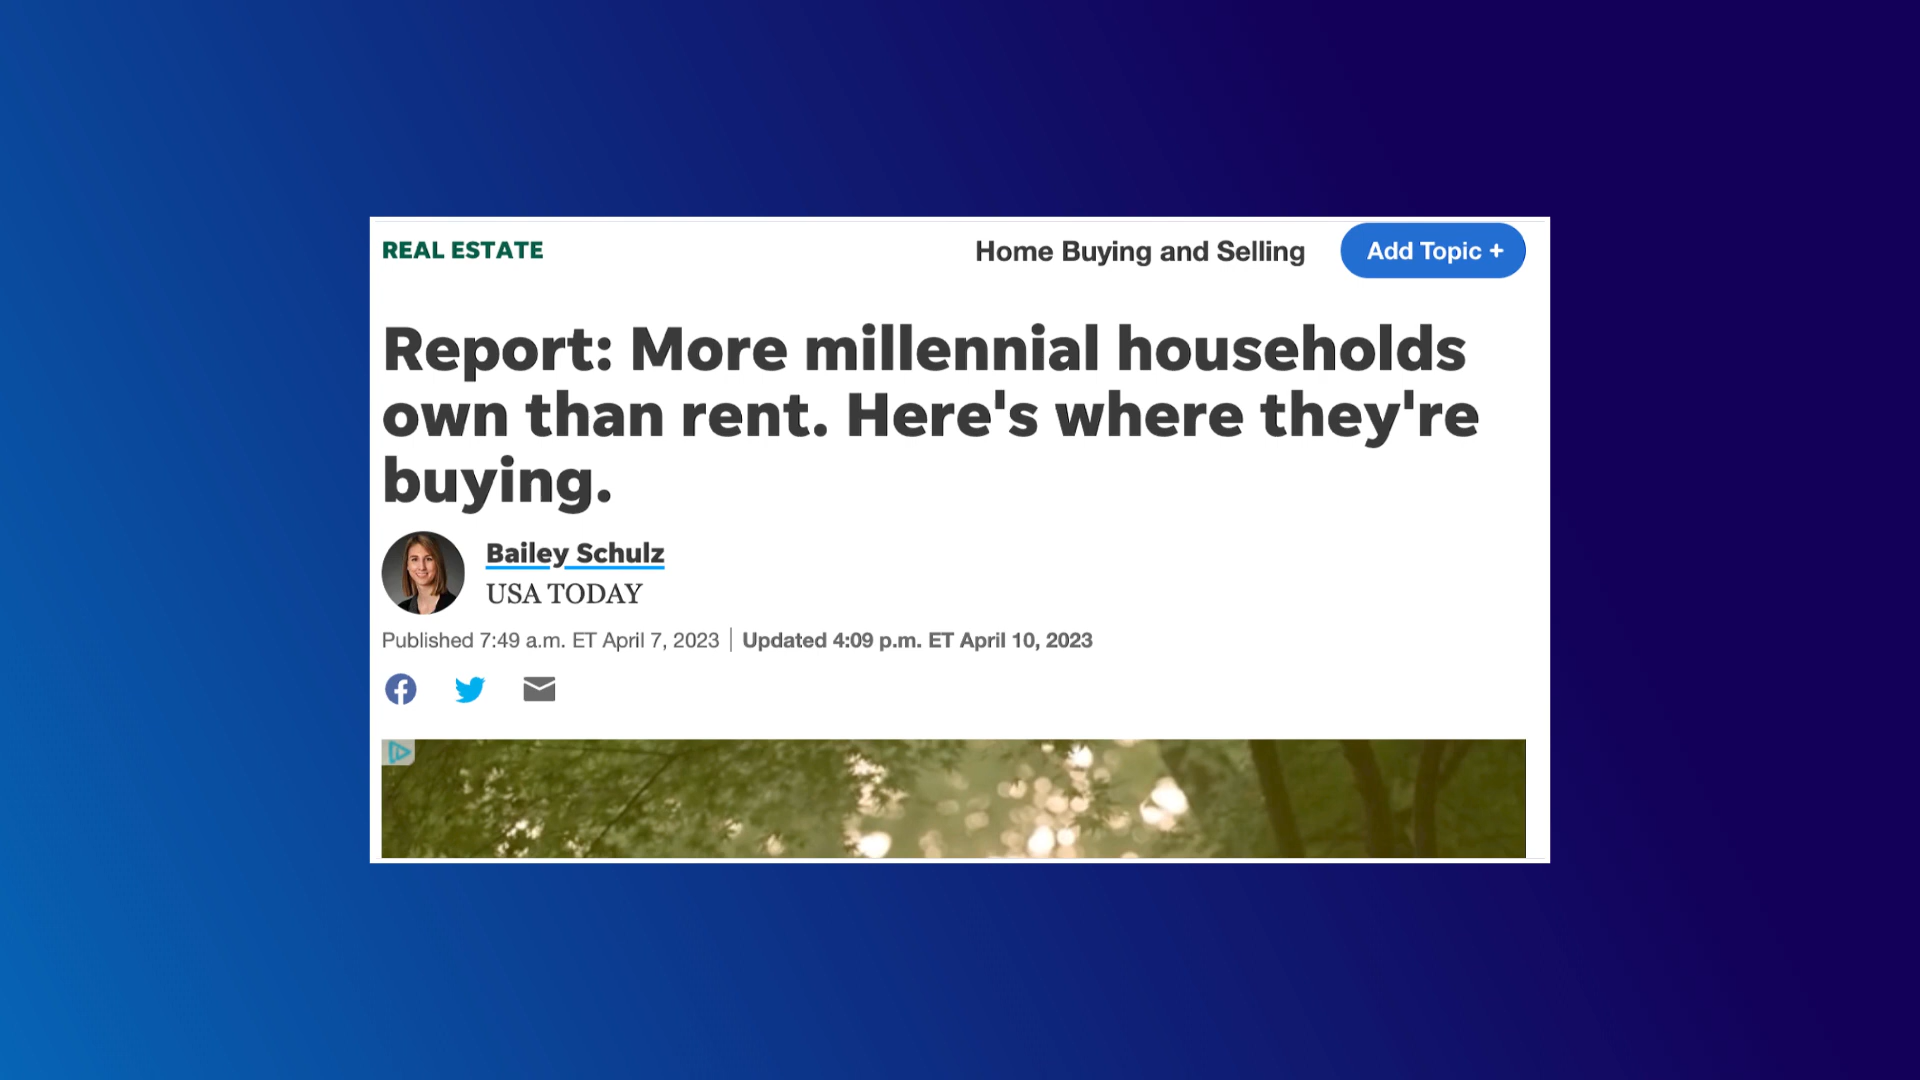 REAL ESTATE
Home Buying and Selling
Add Topic +
Report: More millennial households
own than rent. Here's where they're
buying.
Bailey Schulz
USA TODAY
Published 7:49 a.m. ET April 7, 2023 | Updated 4:09 p.m. ET April 10, 2023